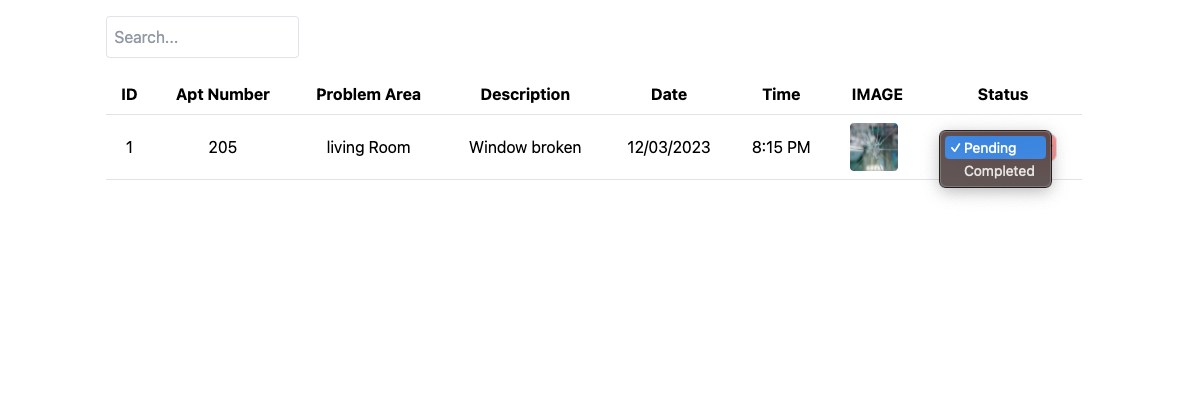 Search...
ID Apt Number Problem Area Description Date Time IMAGE Status
1 205 living Room Window broken 12/03/2023 8:15 PM ✓ Pending
Completed